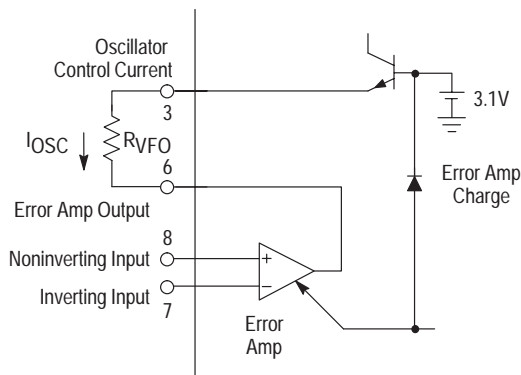 Oscillator
Control Current
3
3.1V
IOSC
RVFO
6
Error Amp
Charge
Error Amp Output
8
Noninverting Input
+
Inverting Input
–
7
Error
Amp